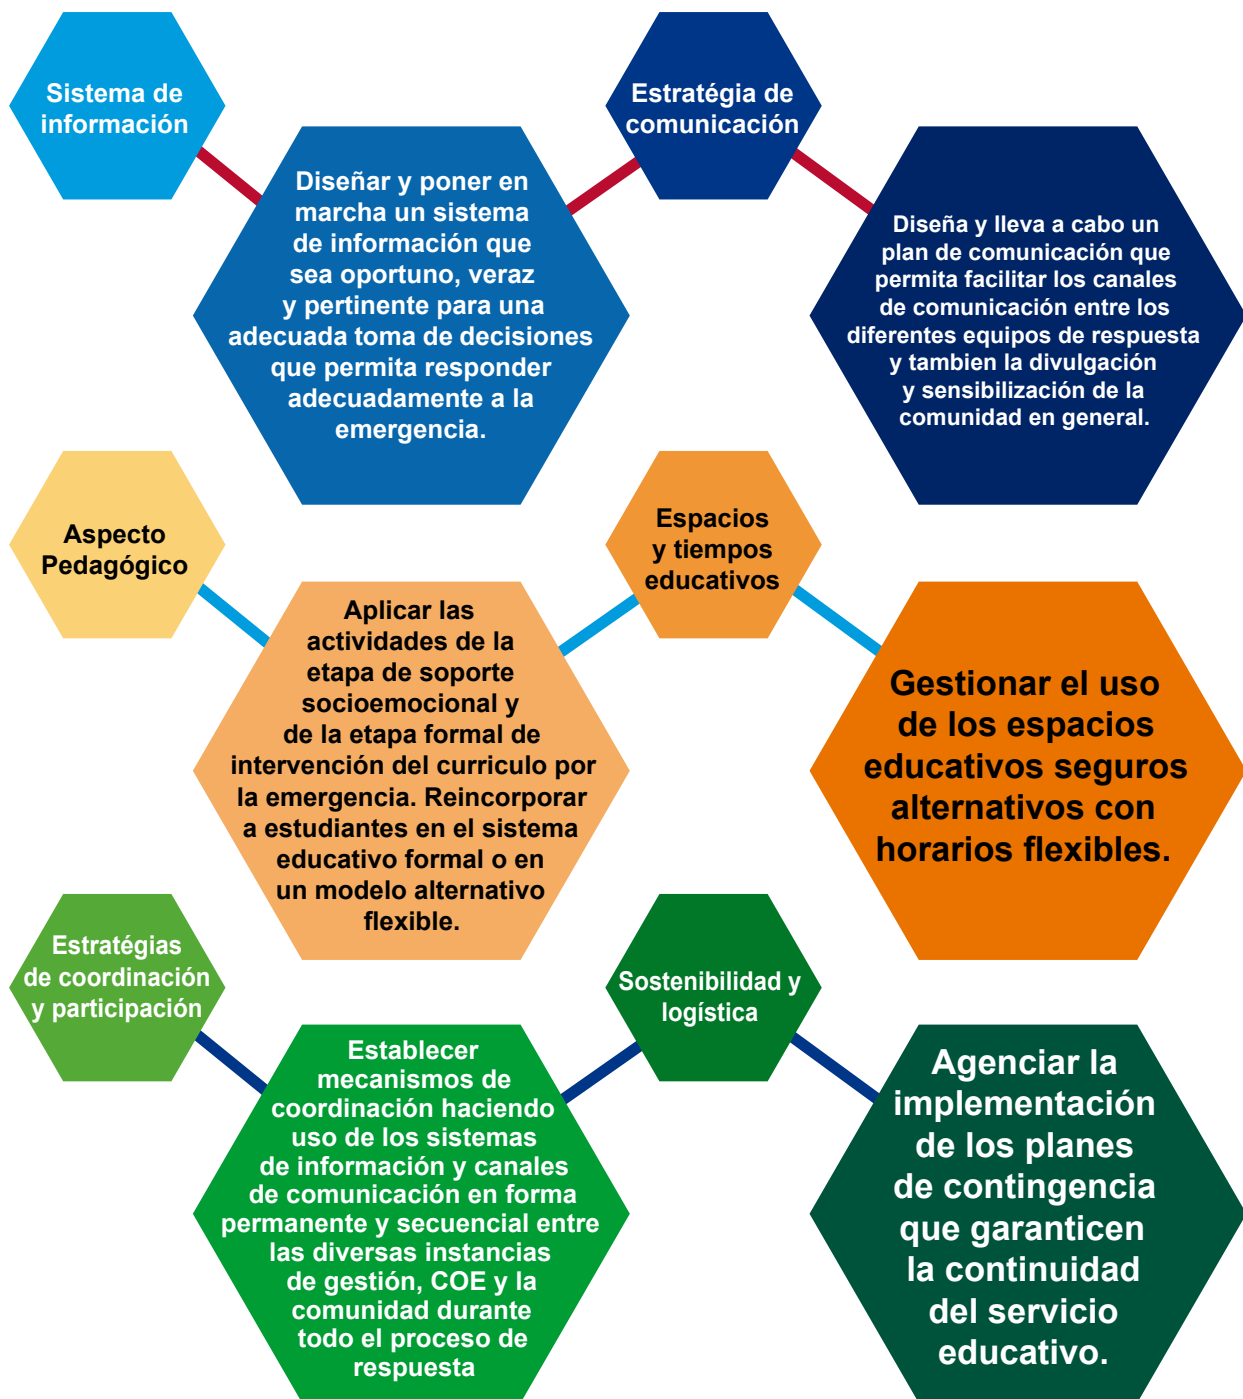 Sistema de
información
Diseñar y poner en
marcha un sistema
de información que
sea oportuno, veraz
y pertinente para una
adecuada toma de decisiones
que permita responder
adecuadamente a la
emergencia.
Estratégia de
comunicación
Diseña y lleva a cabo un
plan de comunicación que
permita facilitar los canales
de comunicación entre los
diferentes equipos de respuesta
y tambien la divulgación
y sensibilización de la
comunidad en general.
Aspecto
Pedagógico
Aplicar las
actividades de la
etapa de soporte
socioemocional y
de la etapa formal de
intervención del curriculo por
la emergencia. Reincorporar
a estudiantes en el sistema
educativo formal o en
un modelo alternativo
flexible.
Espacios
y tiempos
educativos
Gestionar el uso
de los espacios
educativos seguros
alternativos con
horarios flexibles.
Estratégias
de coordinación
y participación
Establecer
mecanismos de
coordinación haciendo
uso de los sistemas
de información y canales
de comunicación en forma
permanente y secuencial entre
las diversas instancias
de gestión, COE y la
comunidad durante
todo el proceso de
respuesta
Sostenibilidad y
logística
Agenciar la
implementación
de los planes
de contingencia
que garanticen
la continuidad
del servicio
educativo.